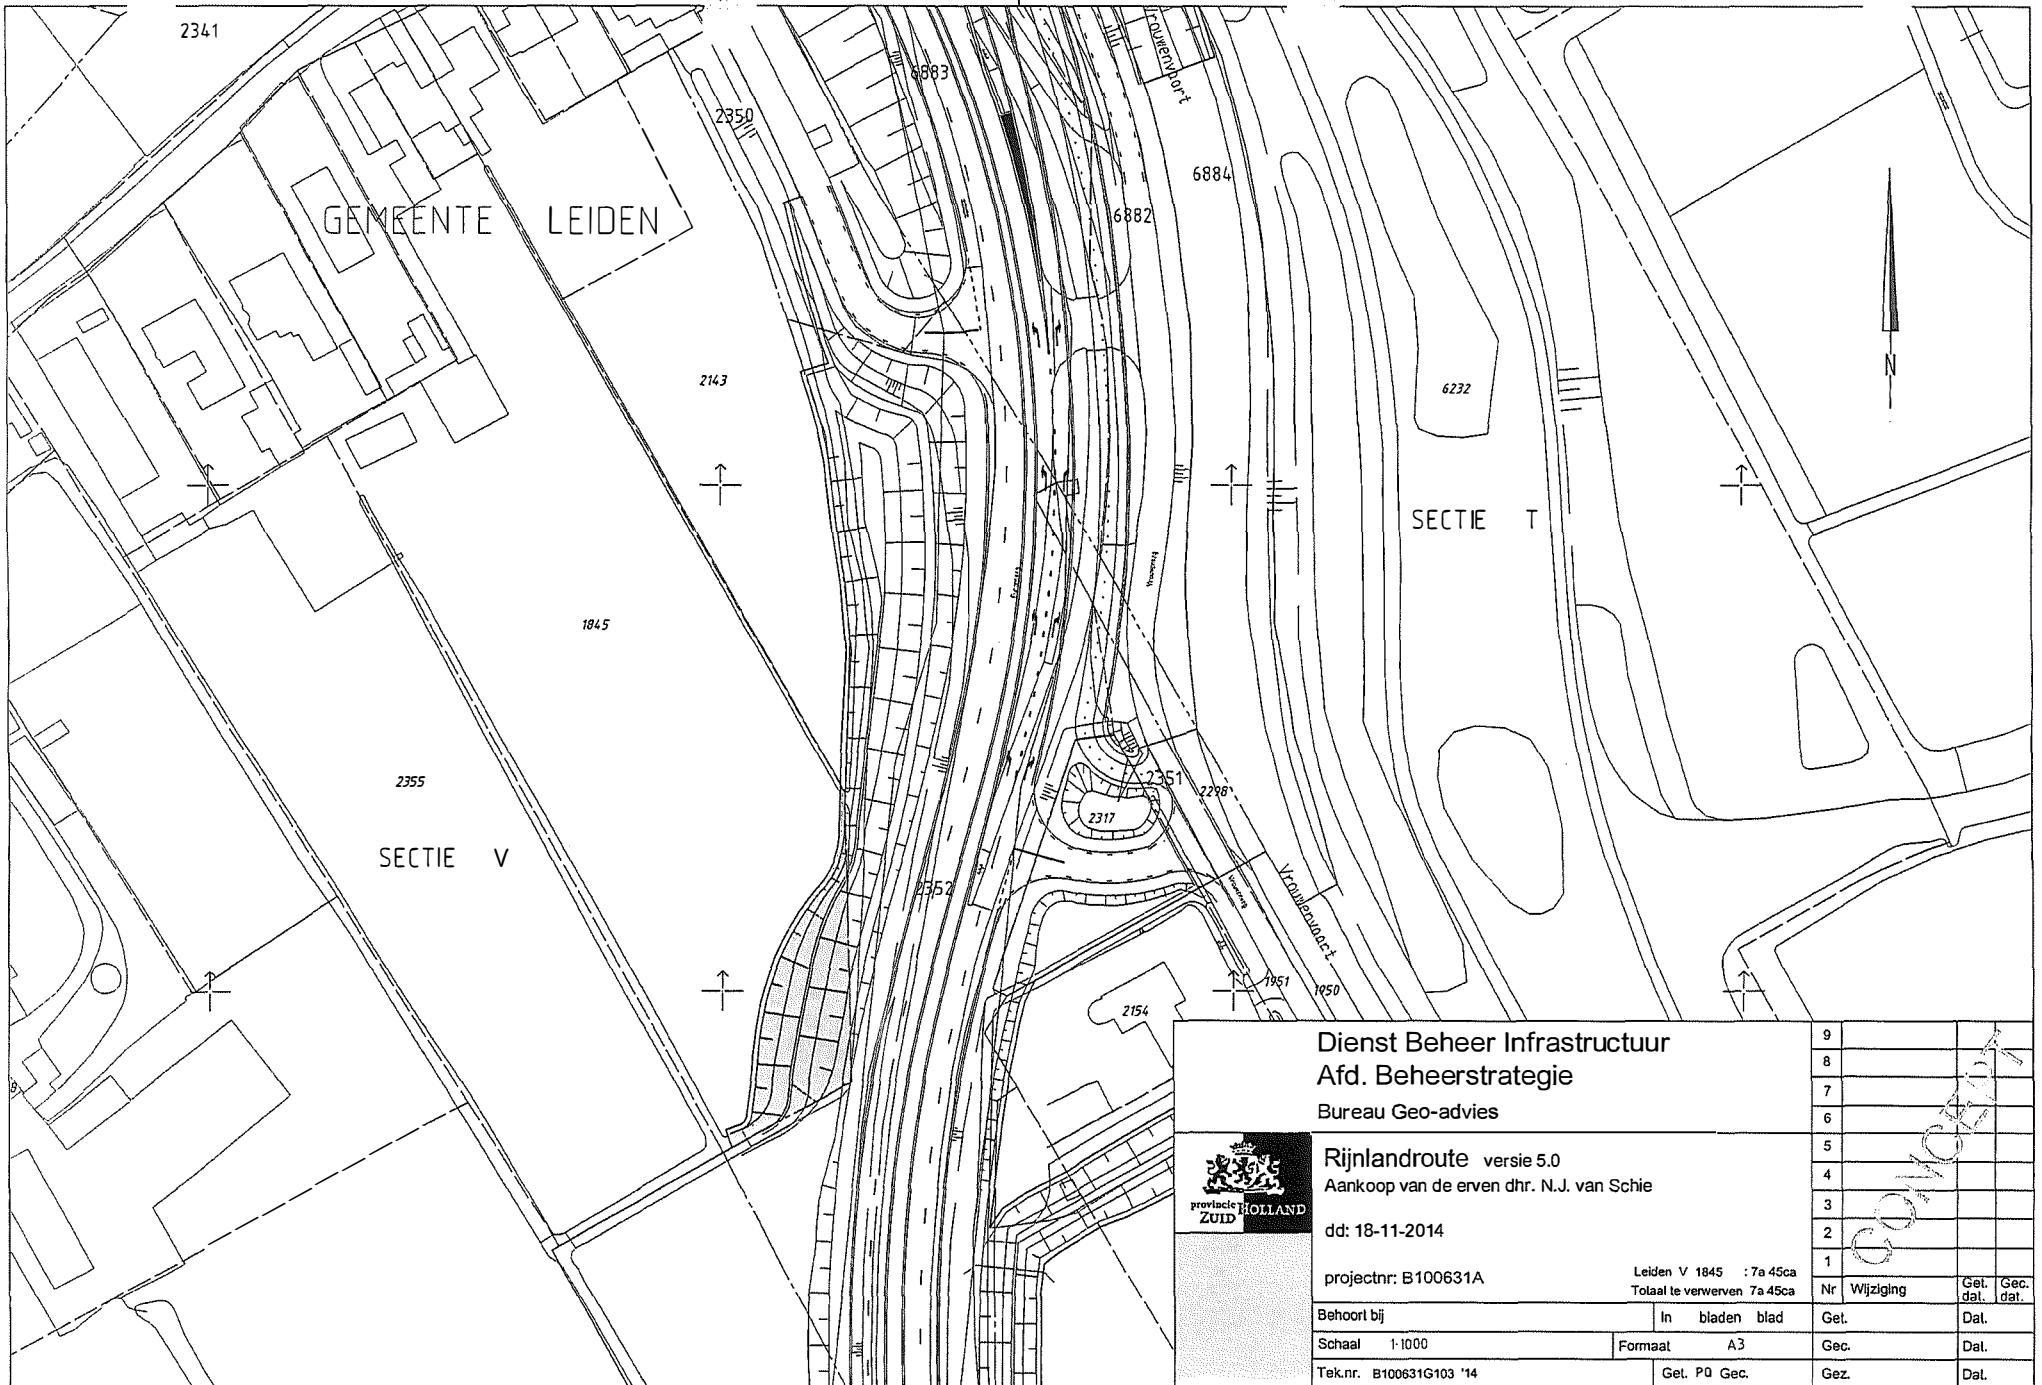 2341
6883
Vrouwenvaart
2350
6884
6882
GEMEENTE LEIDEN
N
2143
6232
SECTIE T
Vrouwenweg
1845
2355
2351
2298
2317
SECTIE V
2352
Vrouwenweg
Vrouwenvaart
1951
1950
2154
Dienst Beheer Infrastructuur
Afd. Beheerstrategie
Bureau Geo-advies
provincie HOLLAND
ZUID
Rijnlandroute versie 5.0
Aankoop van de erven dhr. N.J. van Schie
dd: 18-11-2014
projectnr: B100631A
Leiden V 1845 : 7a 45ca
Totaal te verwerven 7a 45ca
Behoort bij
In bladen blad
Schaal 1:1000
Formaat A3
Tek.nr. B100631G103 '14
Get. PQ Gec.
9
8
7
6
5
4
3
2
1
Nr Wijziging
Get. dat.
Gec. dat.
Get. Dat.
Gec. Dat.
Gez. Dat.
CONCEPT